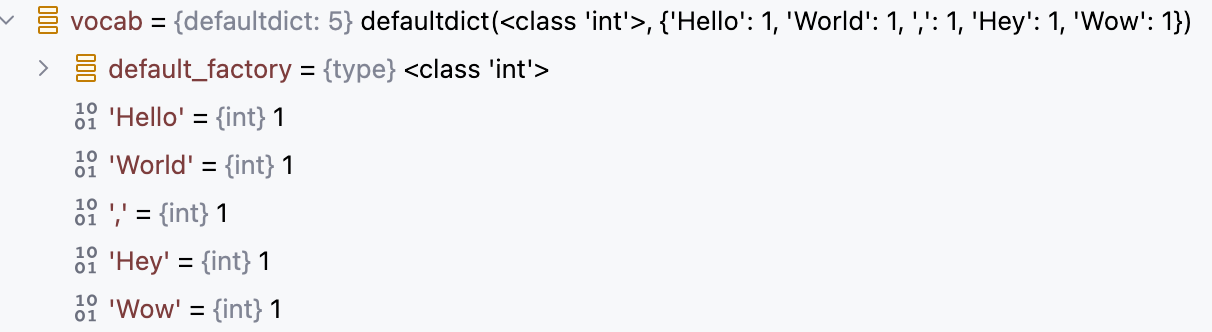 vocab = {defaultdict: 5} defaultdict(<class 'int'>, {'Hello': 1, 'World': 1, ',': 1, 'Hey': 1, 'Wow': 1})
default_factory = {type} <class 'int'>
10 01 'Hello' = {int} 1
10 01 'World' = {int} 1
10 01 ',' = {int} 1
10 01 'Hey' = {int} 1
10 01 'Wow' = {int} 1